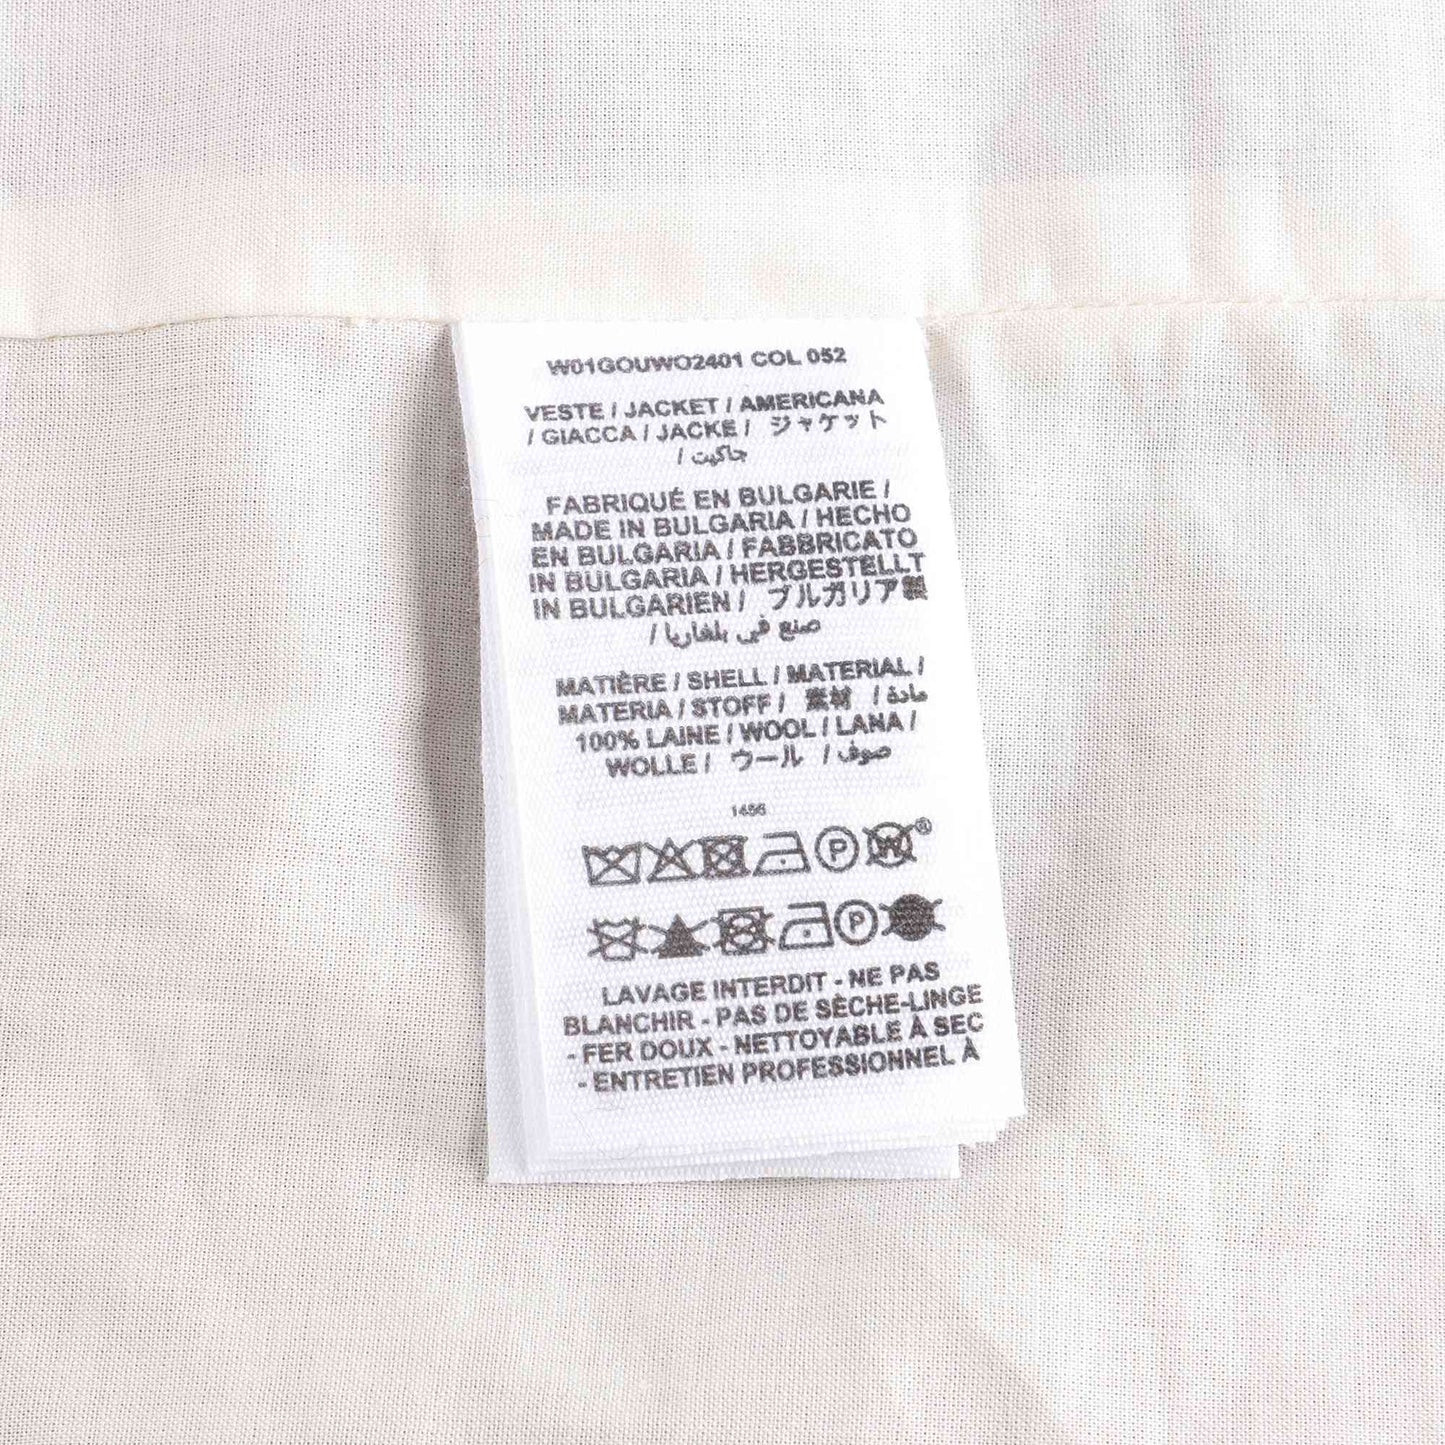 W01GOUWO2401 COL 052
VESTE / JACKET / AMERICANA
/ GIACCA / JACKE / ジャケット
/ جاكيت
FABRIQUÉ EN BULGARIE /
MADE IN BULGARIA / HECHO
EN BULGARIA / FABBRICATO
IN BULGARIA / HERGESTELLT
IN BULGARIEN / ブルガリア製
/ صنع في بلغاريا
MATIÈRE / SHELL / MATERIAL /
MATERIA / STOFF / 素材 / مادة
100% LAINE / WOOL / LANA /
WOLLE / ウール / صوف
1456
P W®
P
LAVAGE INTERDIT - NE PAS
BLANCHIR - PAS DE SÈCHE-LINGE
- FER DOUX - NETTOYABLE À SEC
- ENTRETIEN PROFESSIONNEL À